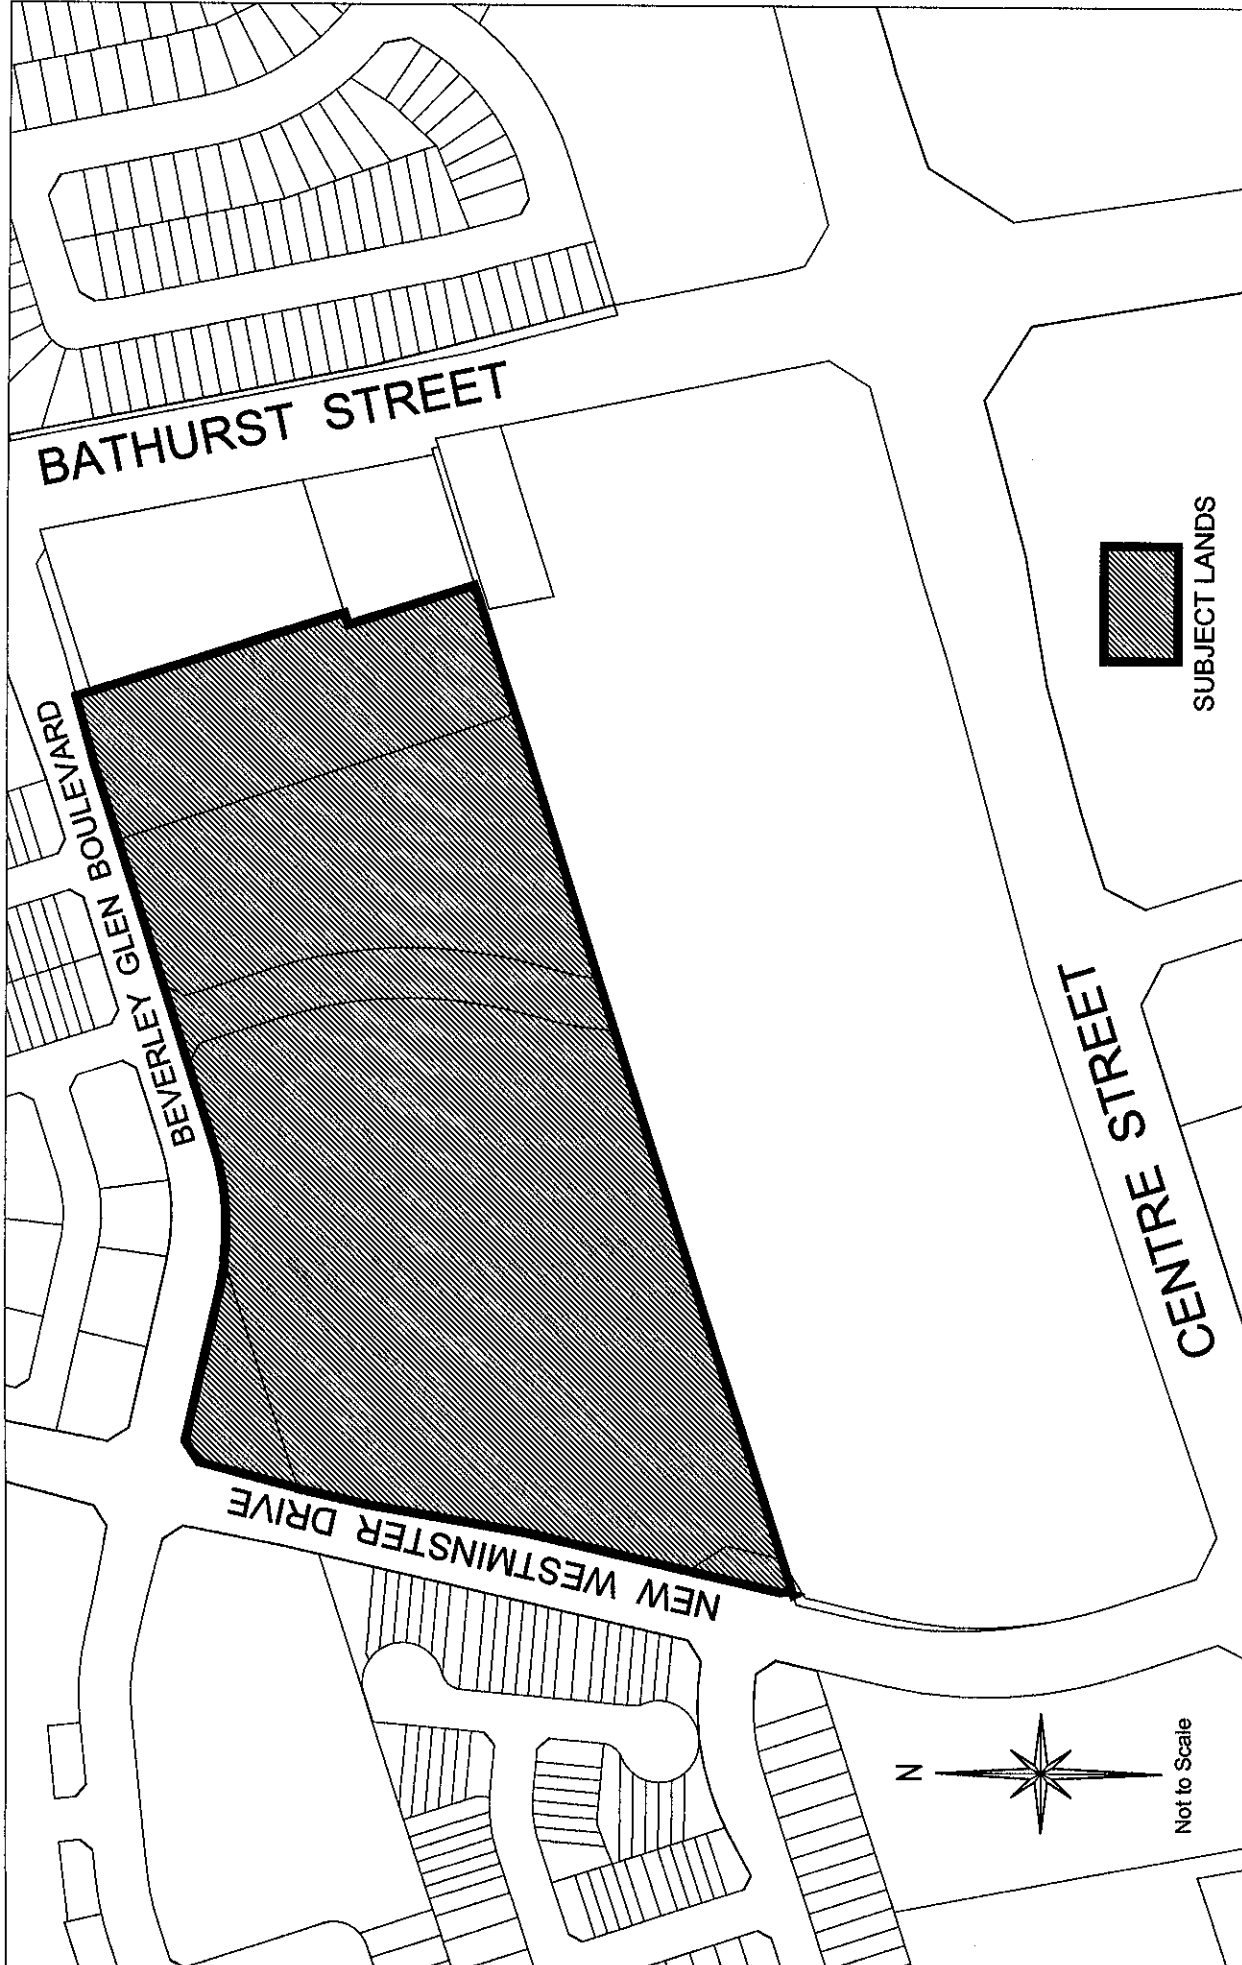 BATHURST STREET
BEVERLEY GLEN BOULEVARD
NEW WESTMINSTER DRIVE
CENTRE STREET
SUBJECT LANDS
N
Not to Scale